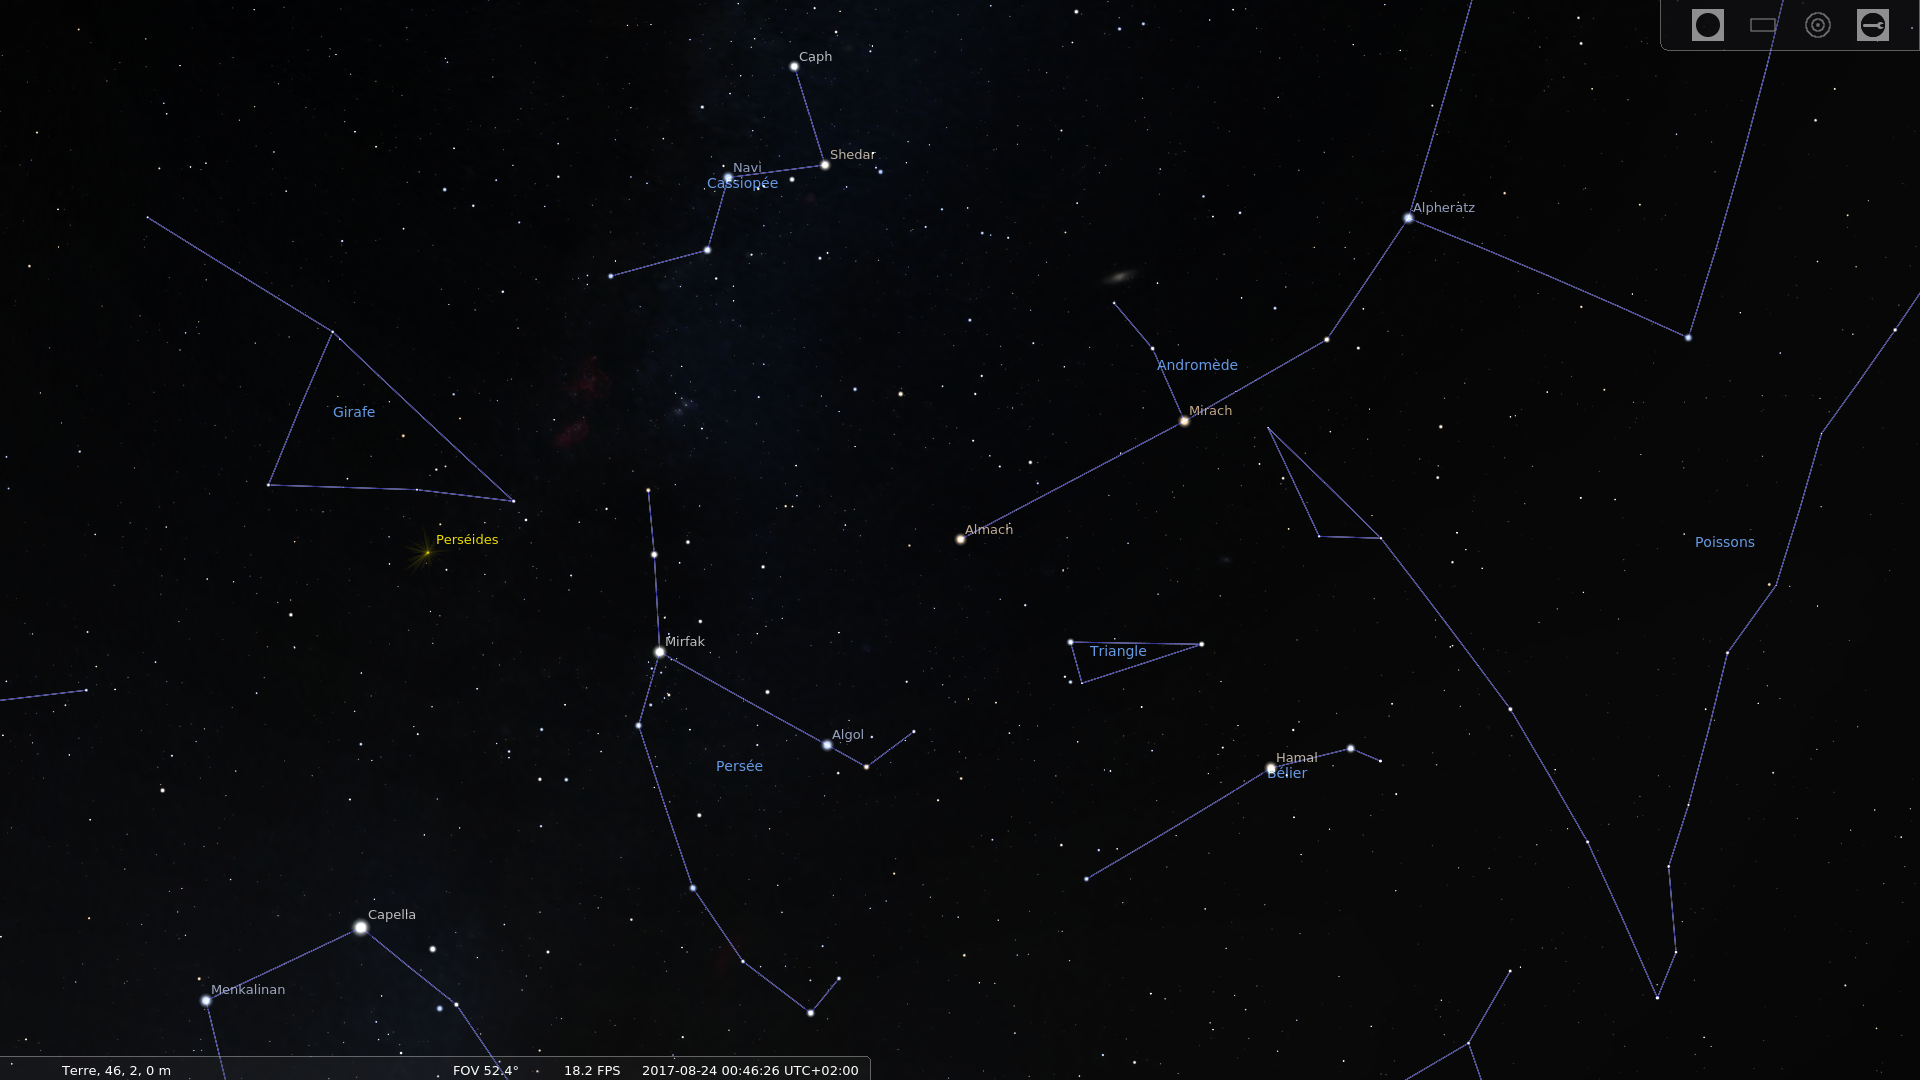 Caph
Shedar
Navi
Cassiopée
Alpheratz
Andromède
Mirach
Girafe
Almach
Perséides
Poissons
Mirfak
Triangle
Algol
Persée
Hamal
Bélier
Capella
Menkalinan
Terre, 46, 2, 0 m FOV 52.4° 18.2 FPS 2017-08-24 00:46:26 UTC+02:00